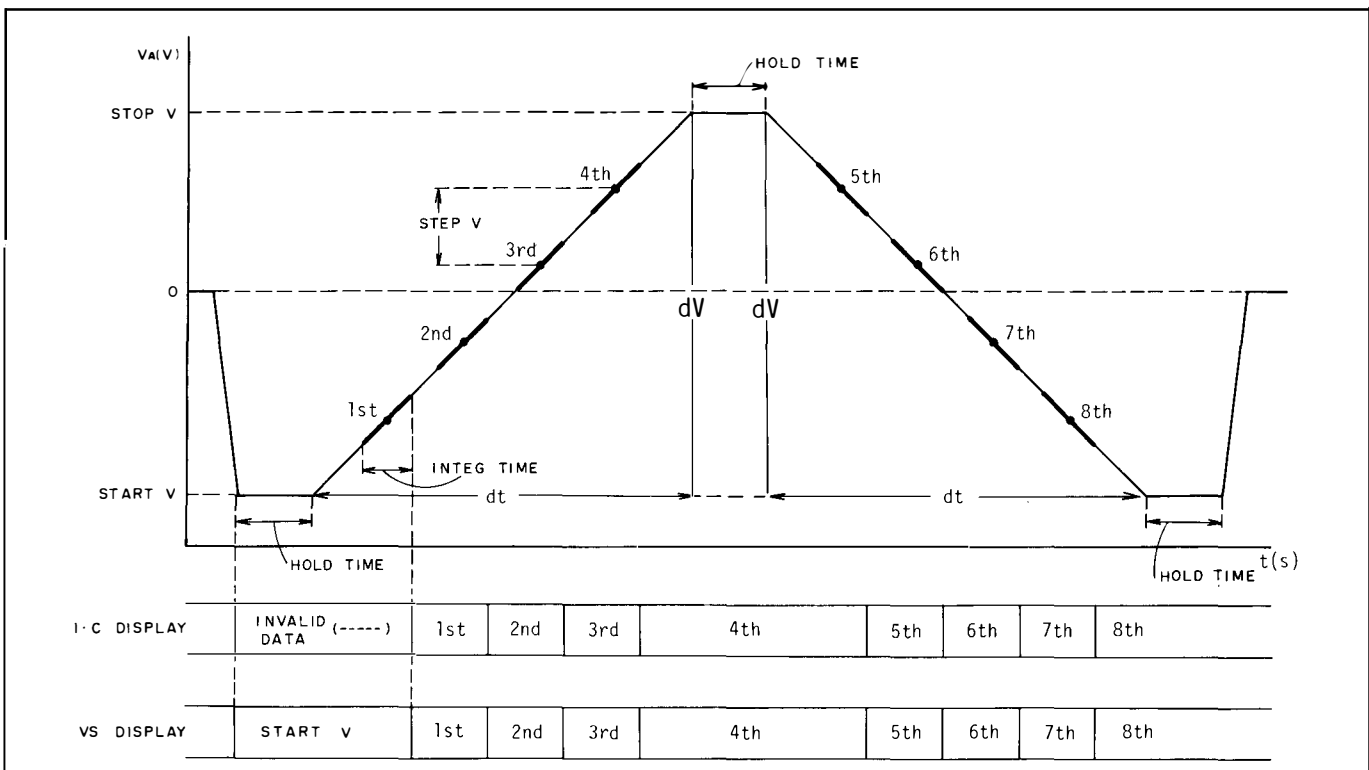 VA(V)
HOLD TIME
STOP V
4th
5th
STEP V
3rd
6th
0
dV dV
2nd
7th
1st
8th
INTEG TIME
START V
dt
dt
HOLD TIME
HOLD TIME
t(s)
I·C DISPLAY
INVALID DATA (-----)
1st 2nd 3rd 4th 5th 6th 7th 8th
VS DISPLAY
START V
1st 2nd 3rd 4th 5th 6th 7th 8th